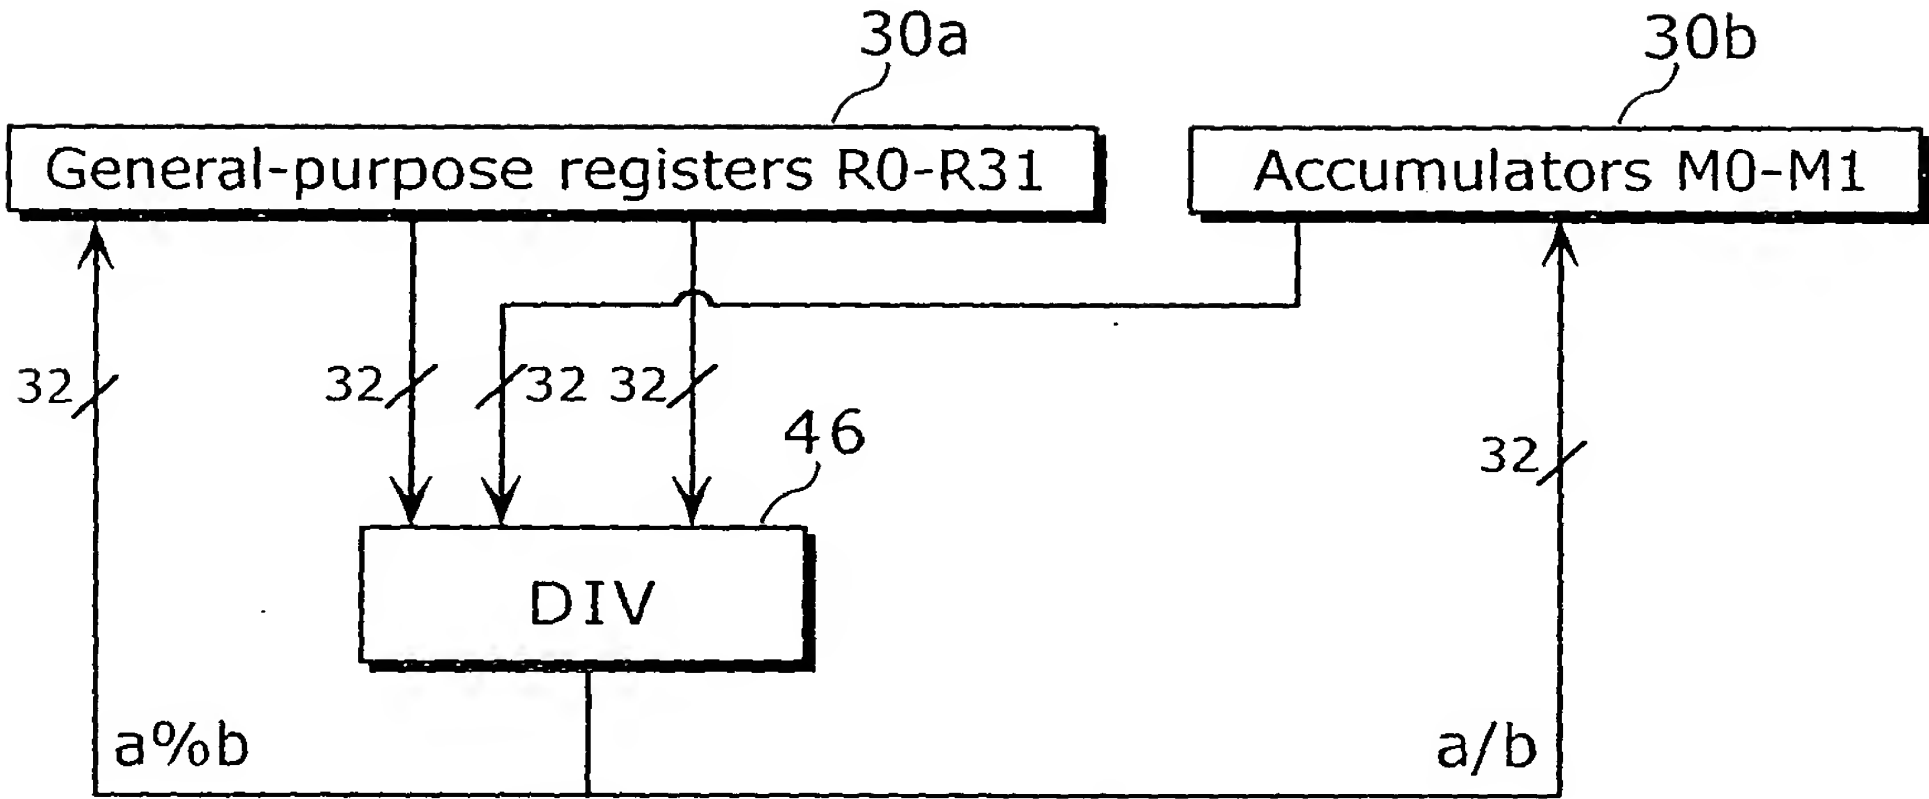 30a
30b
General-purpose registers R0-R31
Accumulators M0-M1
32
32
32
32
46
32
DIV
a%b
a/b